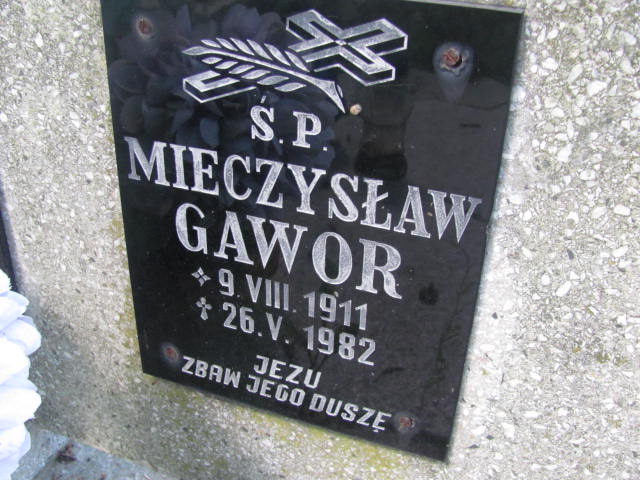 Ś.P.
MIECZYSŁAW
GAWOR
9.VIII.1911
26.V.1982
JEZU
ZBAW JEGO DUSZĘ